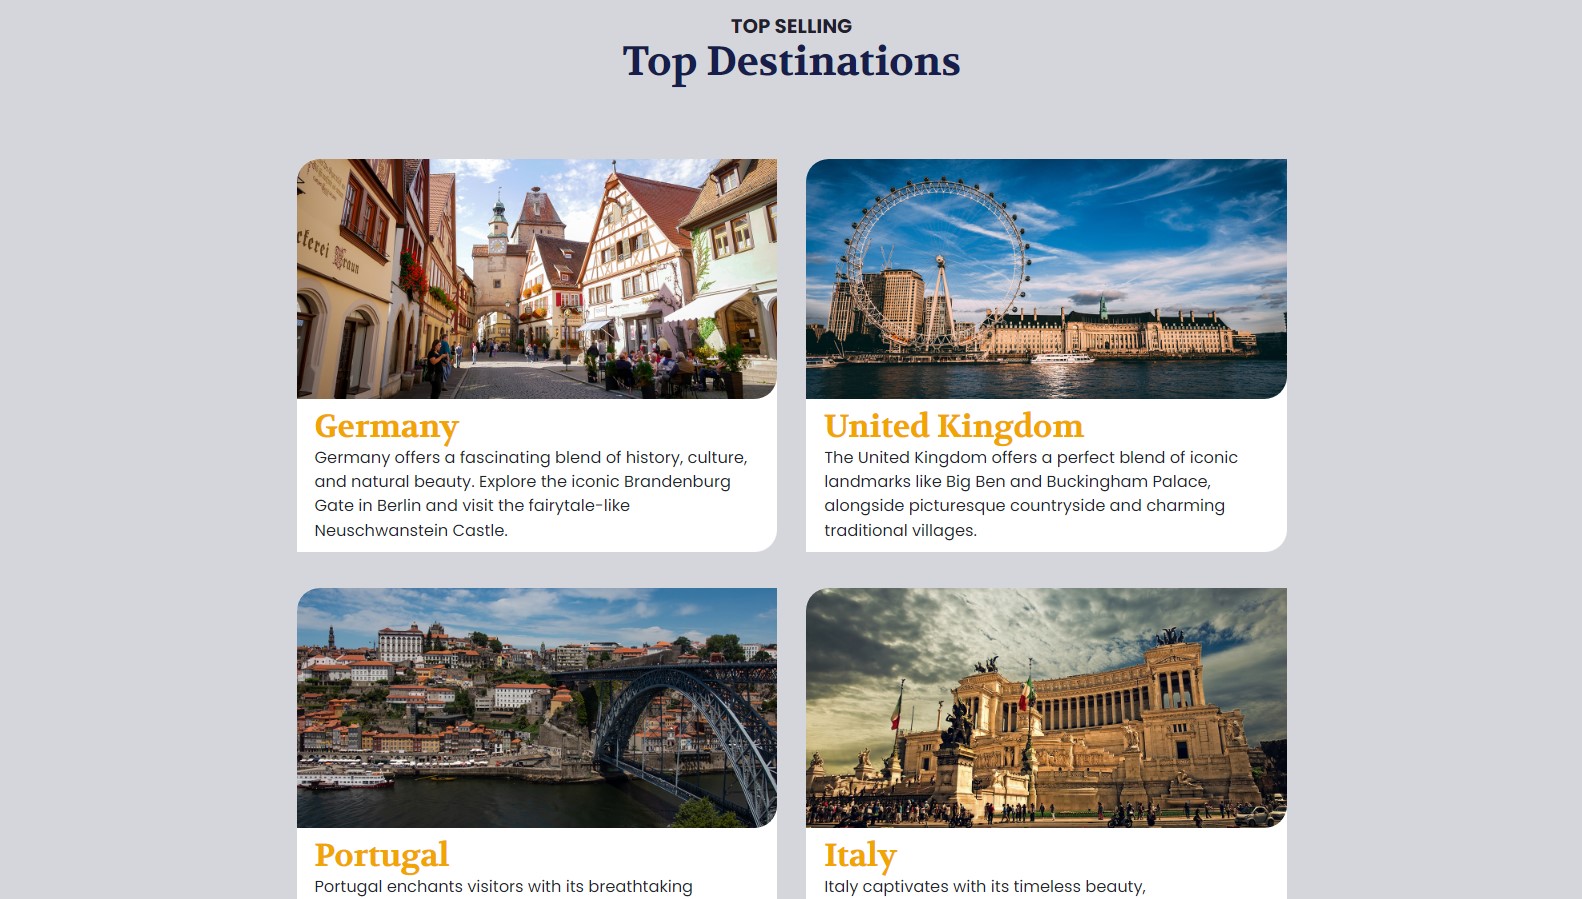 TOP SELLING
Top Destinations
Germany
Germany offers a fascinating blend of history, culture,
and natural beauty. Explore the iconic Brandenburg
Gate in Berlin and visit the fairytale-like
Neuschwanstein Castle.
United Kingdom
The United Kingdom offers a perfect blend of iconic
landmarks like Big Ben and Buckingham Palace,
alongside picturesque countryside and charming
traditional villages.
Portugal
Portugal enchants visitors with its breathtaking
Italy
Italy captivates with its timeless beauty,